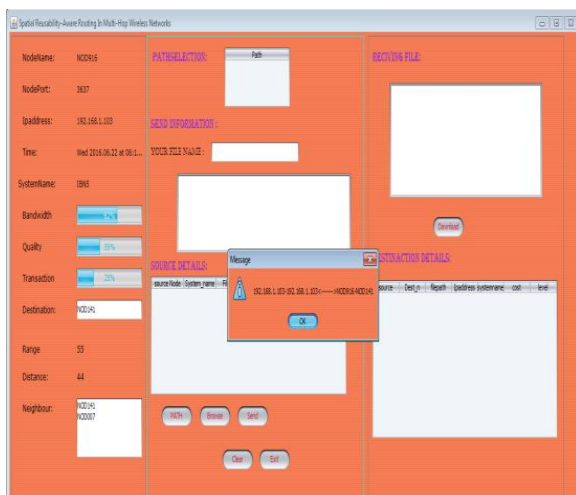 Spatial Reusability-Aware Routing In Multi-Hop Wireless Networks
NodeName: NOD916
NodePort: 3637
Ipaddress: 192.168.1.103
Time: Wed 2016.06.22 at 06:1...
SystemName: IBN5
Bandwidth
Quality
Transaction
Destination: NOD141
Range 55
Distance: 44
Neighbour: NOD141
NOD007
PATHSELECTION:
Path
SEND INFORMATION :
YOUR FILE NAME :
SOURCE DETAILS:
source Node System_name
PATH Browse Send
Clear Exit
Message
192.168.1.103-192.168.1.103<------>NOD916-NOD141
OK
RECIVING FILE:
Download
DESTINACTION DETAILS:
source Dest_n filepath Ipaddress systemname cost level